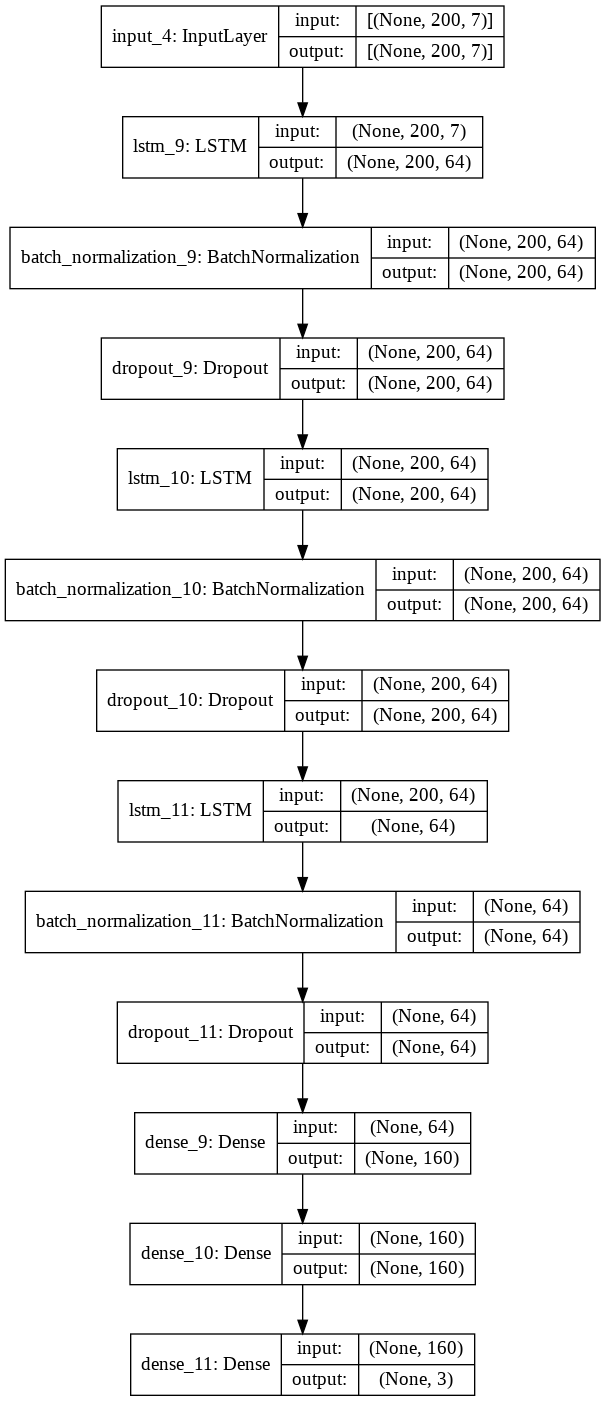 input_4: InputLayer
input: [(None, 200, 7)]
output: [(None, 200, 7)]
lstm_9: LSTM
input: (None, 200, 7)
output: (None, 200, 64)
batch_normalization_9: BatchNormalization
input: (None, 200, 64)
output: (None, 200, 64)
dropout_9: Dropout
input: (None, 200, 64)
output: (None, 200, 64)
lstm_10: LSTM
input: (None, 200, 64)
output: (None, 200, 64)
batch_normalization_10: BatchNormalization
input: (None, 200, 64)
output: (None, 200, 64)
dropout_10: Dropout
input: (None, 200, 64)
output: (None, 200, 64)
lstm_11: LSTM
input: (None, 200, 64)
output: (None, 64)
batch_normalization_11: BatchNormalization
input: (None, 64)
output: (None, 64)
dropout_11: Dropout
input: (None, 64)
output: (None, 64)
dense_9: Dense
input: (None, 64)
output: (None, 160)
dense_10: Dense
input: (None, 160)
output: (None, 160)
dense_11: Dense
input: (None, 160)
output: (None, 3)